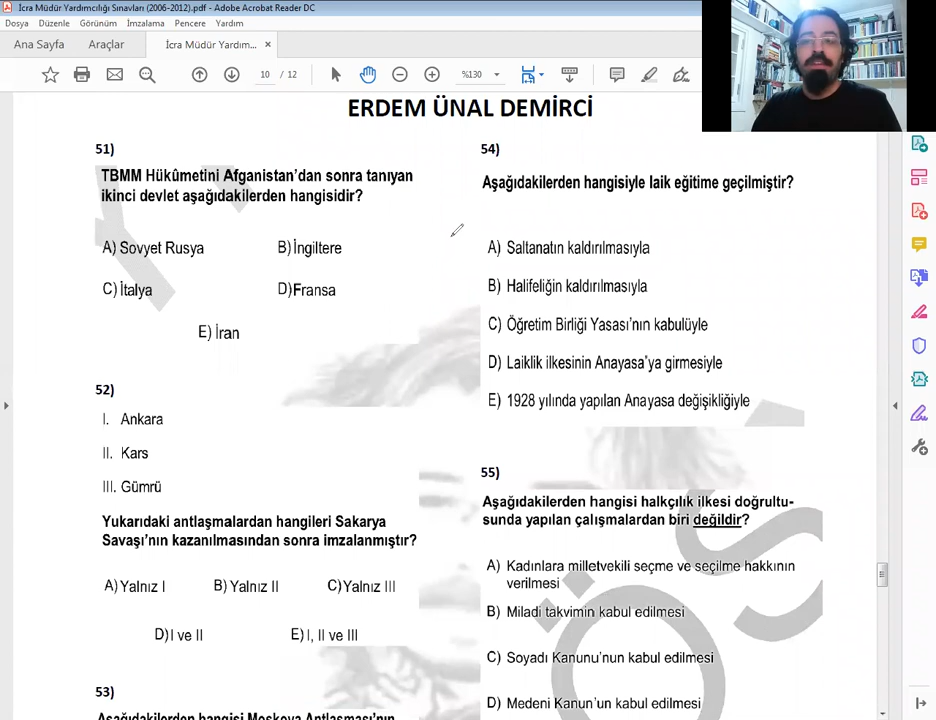 İcra Müdür Yardımcılığı Sınavları (2006-2012).pdf - Adobe Acrobat Reader DC
Dosya Düzenle Görünüm İmzalama Pencere Yardım
Ana Sayfa Araçlar İcra Müdür Yardım... ×
10 / 12 %130
ERDEM ÜNAL DEMİRCİ
51)
TBMM Hükûmetini Afganistan'dan sonra tanıyan
ikinci devlet aşağıdakilerden hangisidir?
A) Sovyet Rusya B) İngiltere
C) İtalya D) Fransa
E) İran
52)
I. Ankara
II. Kars
III. Gümrü
Yukarıdaki antlaşmalardan hangileri Sakarya
Savaşı'nın kazanılmasından sonra imzalanmıştır?
A) Yalnız I B) Yalnız II C) Yalnız III
D) I ve II E) I, II ve III
53)
Aşağıdakilerden hangisi Moskova Antlaşması'nın
54)
Aşağıdakilerden hangisiyle laik eğitime geçilmiştir?
A) Saltanatın kaldırılmasıyla
B) Halifeliğin kaldırılmasıyla
C) Öğretim Birliği Yasası'nın kabulüyle
D) Laiklik ilkesinin Anayasa'ya girmesiyle
E) 1928 yılında yapılan Anayasa değişikliğiyle
55)
Aşağıdakilerden hangisi halkçılık ilkesi doğrultu-
sunda yapılan çalışmalardan biri değildir?
A) Kadınlara milletvekili seçme ve seçilme hakkının
verilmesi
B) Miladi takvimin kabul edilmesi
C) Soyadı Kanunu'nun kabul edilmesi
D) Medeni Kanun'un kabul edilmesi